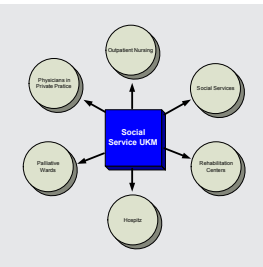 Outpatient Nursing
Physicians in
Private Pratice
Social Services
Social
Service UKM
Palliative
Wards
Rehabilitation
Centers
Hospitz